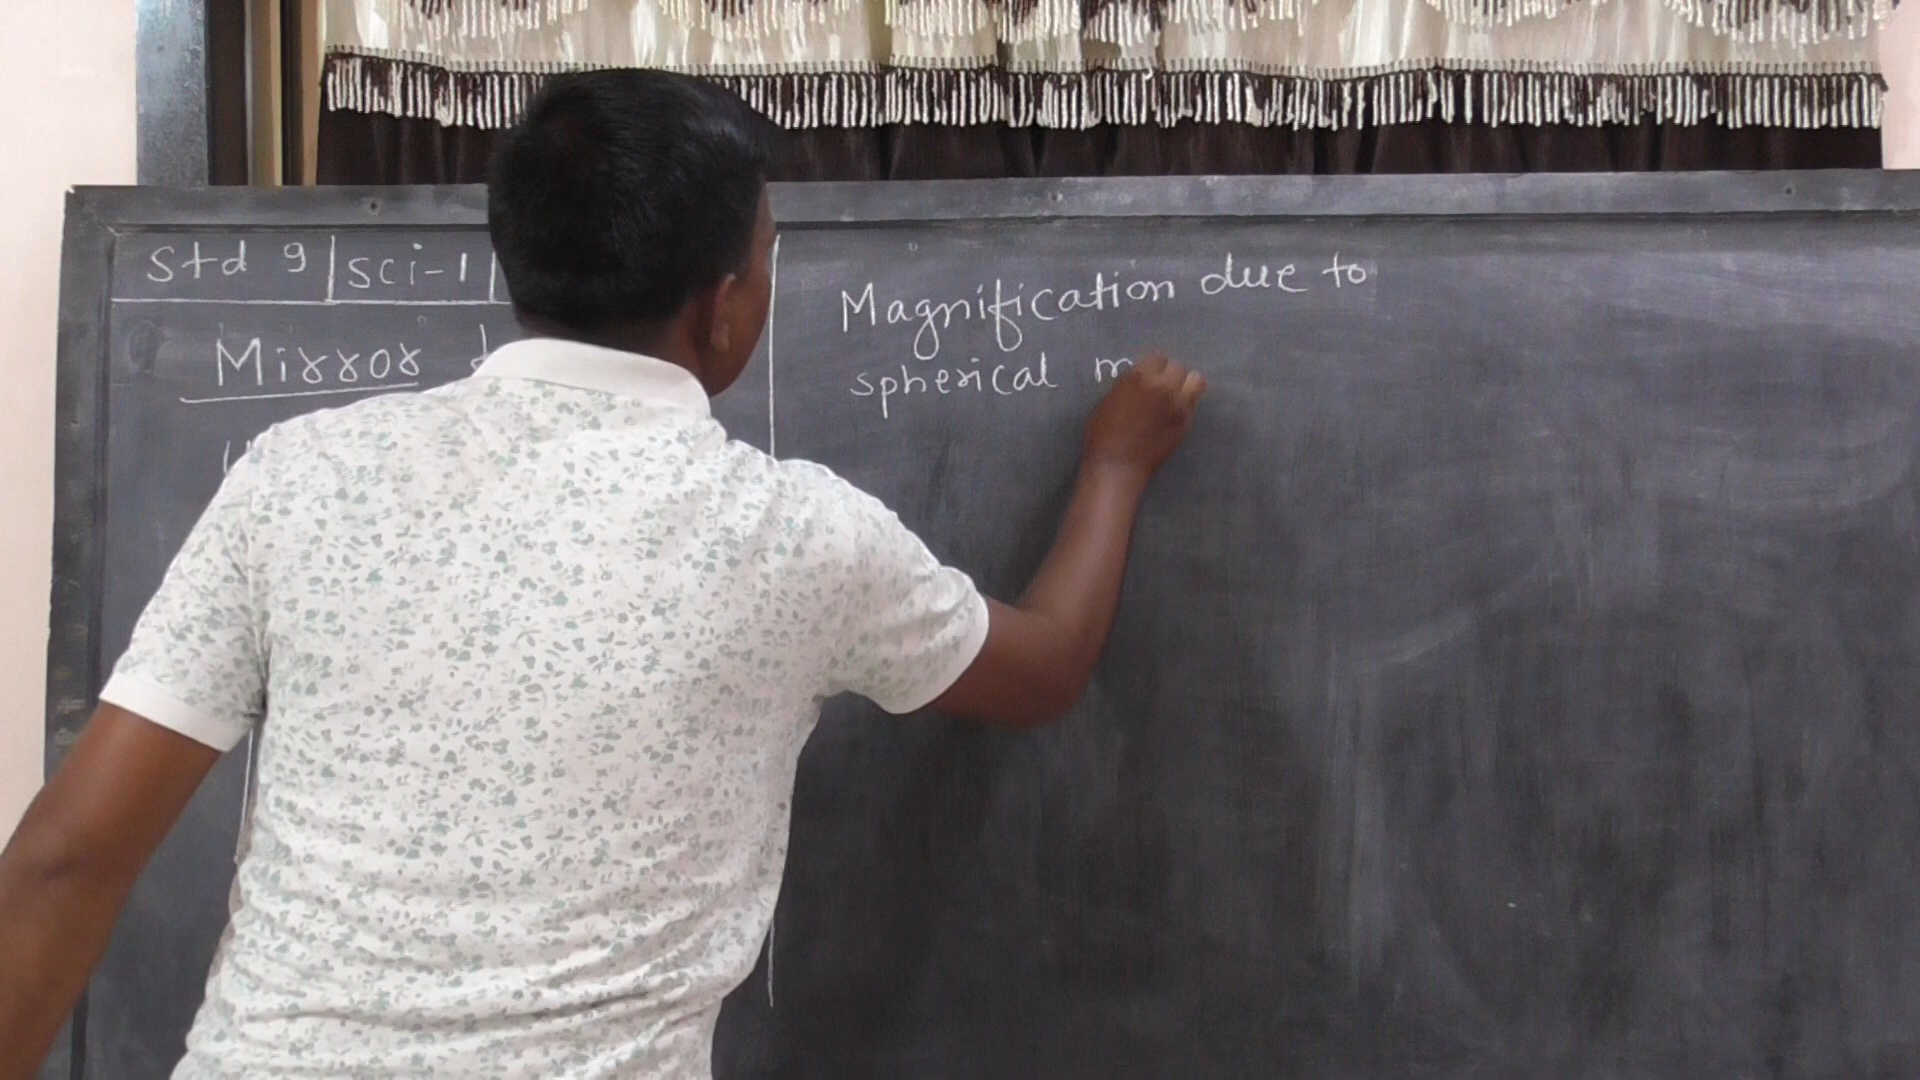 Std 9 | sci-1 |
Mirror
Magnification due to
spherical